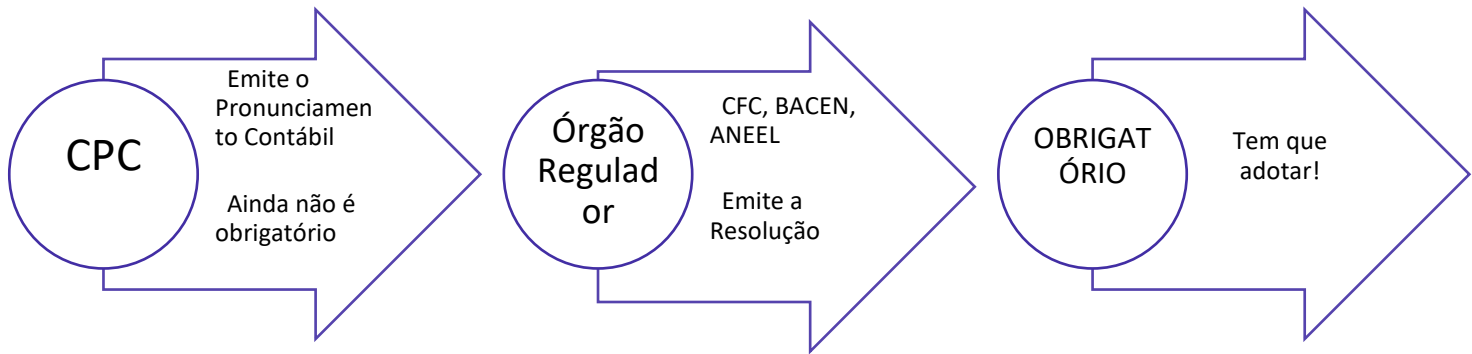 CPC
Emite o
Pronunciamen
to Contábil
Ainda não é
obrigatório
Órgão
Regulad
or
CFC, BACEN,
ANEEL
Emite a
Resolução
OBRIGAT
ÓRIO
Tem que
adotar!